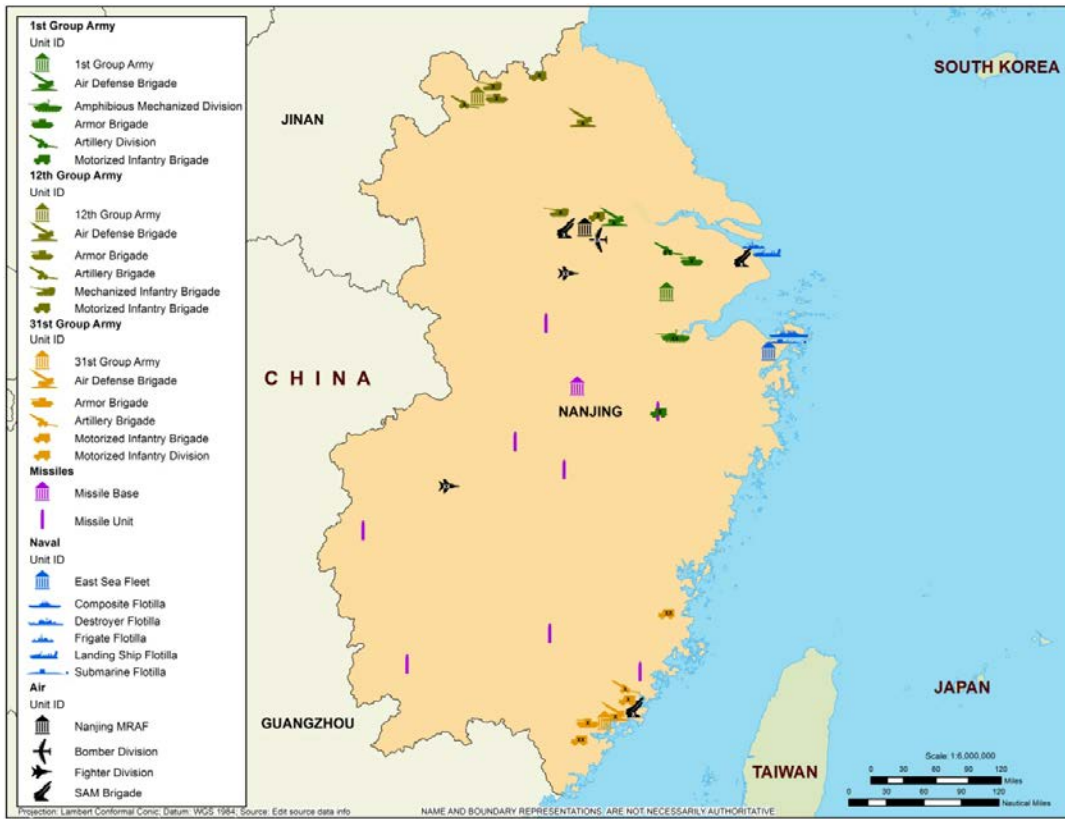 1st Group Army
Unit ID
1st Group Army
Air Defense Brigade
Amphibious Mechanized Division
Armor Brigade
Artillery Division
Motorized Infantry Brigade
12th Group Army
Unit ID
12th Group Army
Air Defense Brigade
Armor Brigade
Artillery Brigade
Mechanized Infantry Brigade
Motorized Infantry Brigade
31st Group Army
Unit ID
31st Group Army
Air Defense Brigade
Armor Brigade
Artillery Brigade
Motorized Infantry Brigade
Motorized Infantry Division
Missiles
Missile Base
Missile Unit
Naval
Unit ID
East Sea Fleet
Composite Flotilla
Destroyer Flotilla
Frigate Flotilla
Landing Ship Flotilla
Submarine Flotilla
Air
Unit ID
Nanjing MRAF
Bomber Division
Fighter Division
SAM Brigade
SOUTH KOREA
JINAN
CHINA
NANJING
GUANGZHOU
JAPAN
TAIWAN
Scale: 1:6,000,000
0 30 60 90 120
Miles
0 30 60 90 120
Nautical Miles
Projection: Lambert Conformal Conic; Datum: WGS 1984; Source: Edit source data info
NAME AND BOUNDARY REPRESENTATIONS ARE NOT NECESSARILY AUTHORITATIVE